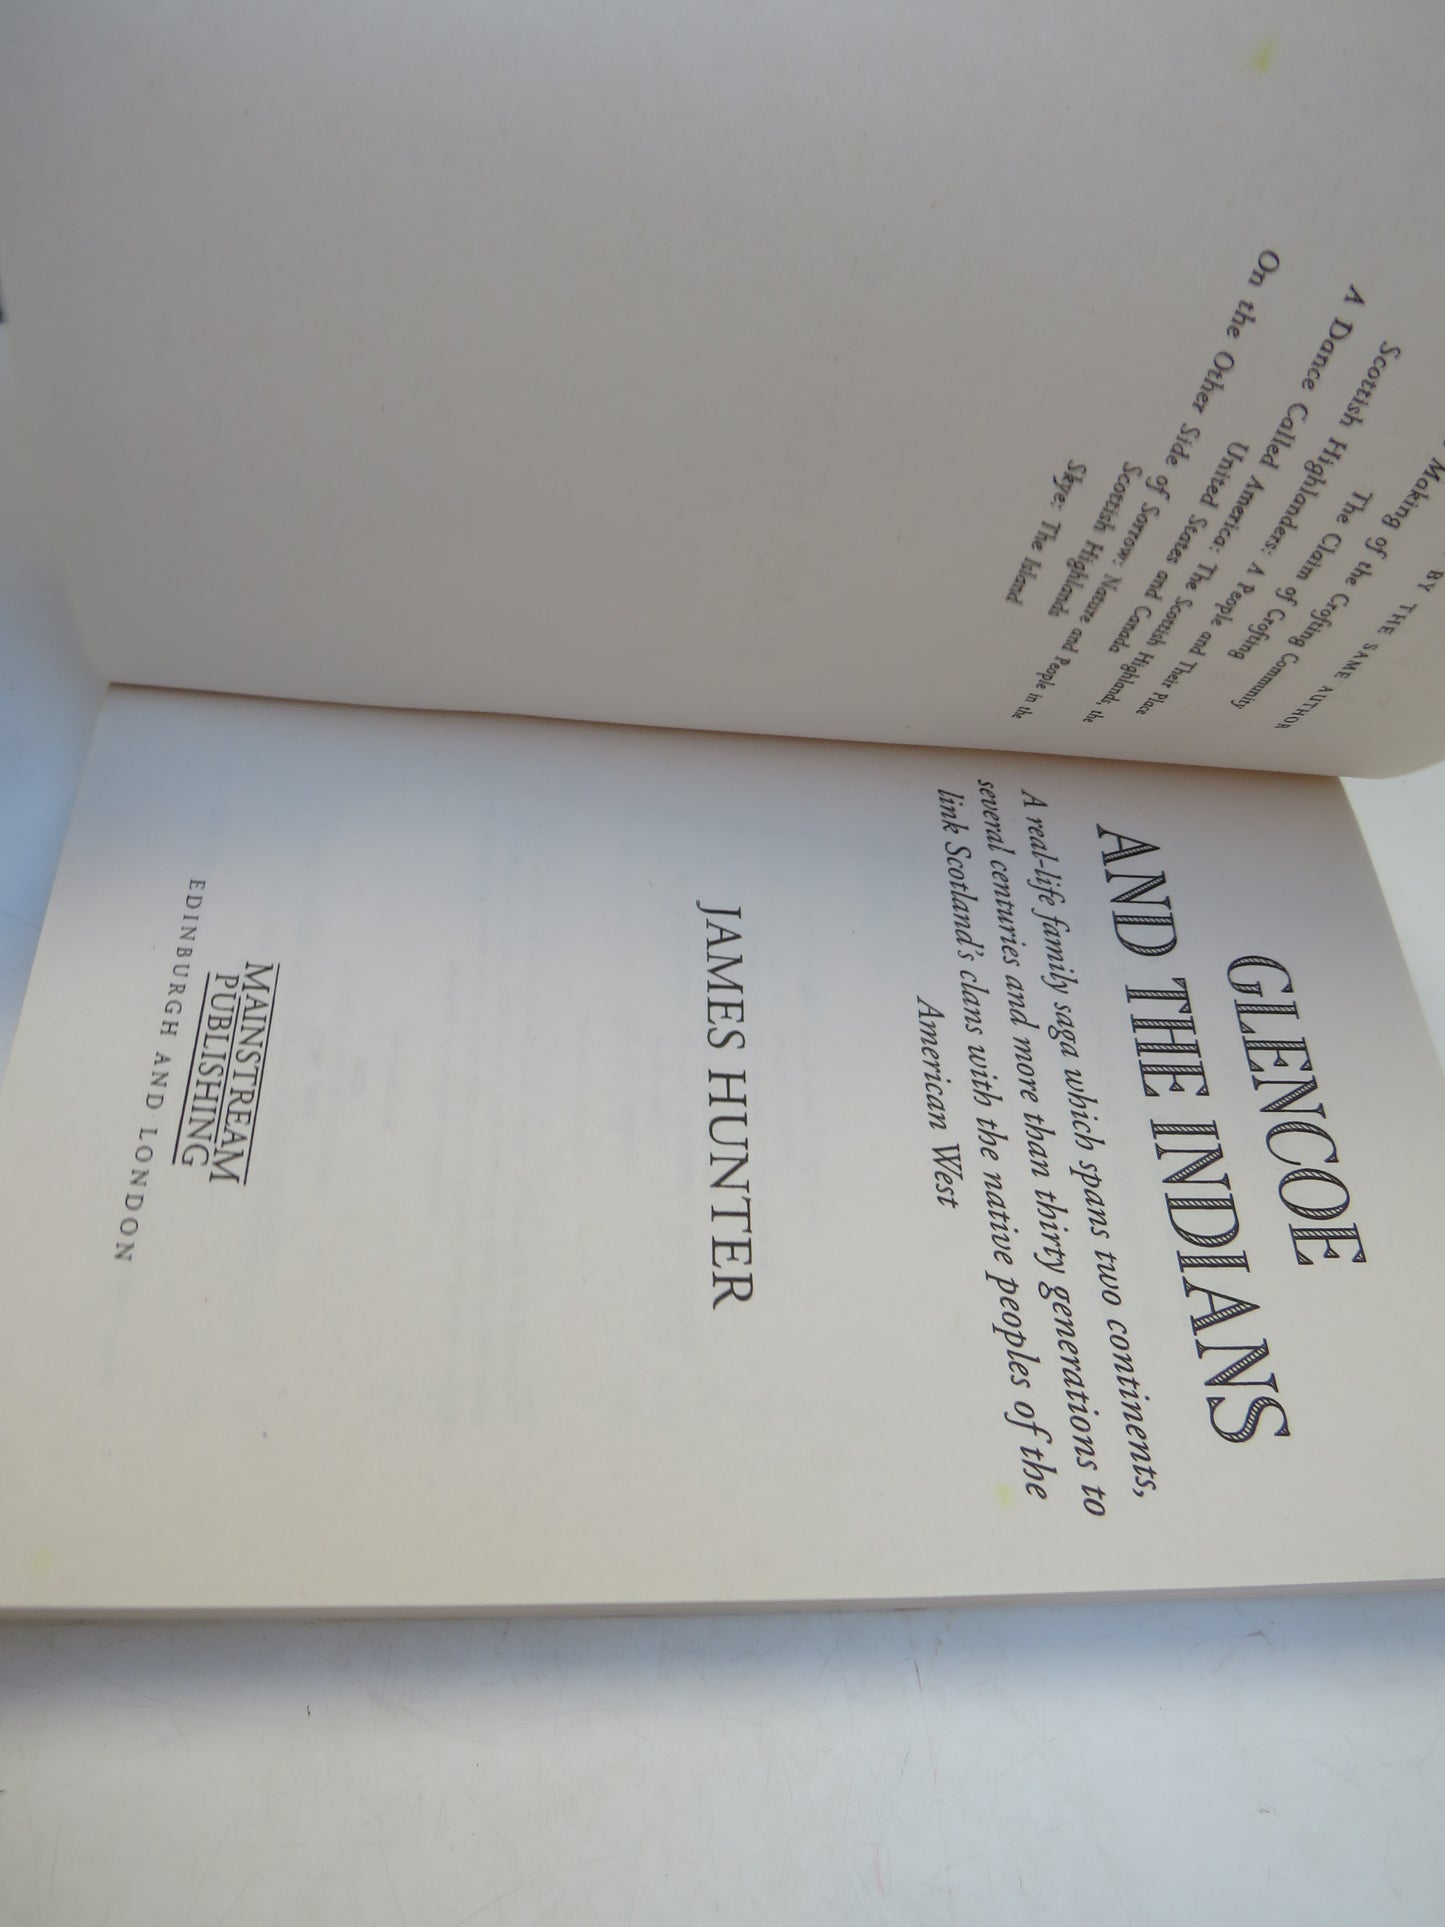 BY THE SAME AUTHOR
Making of the Crofting Community
The Claim of Crofting
Scottish Highlanders: A People and Their Place
A Dance Called America: The Scottish Highlands, the
United States and Canada
On the Other Side of Sorrow: Nature and People in the
Scottish Highlands
Skye: The Island
GLENCOE
AND THE INDIANS
A real-life family saga which spans two continents,
several centuries and more than thirty generations to
link Scotland's clans with the native peoples of the
American West
JAMES HUNTER
MAINSTREAM
PUBLISHING
EDINBURGH AND LONDON